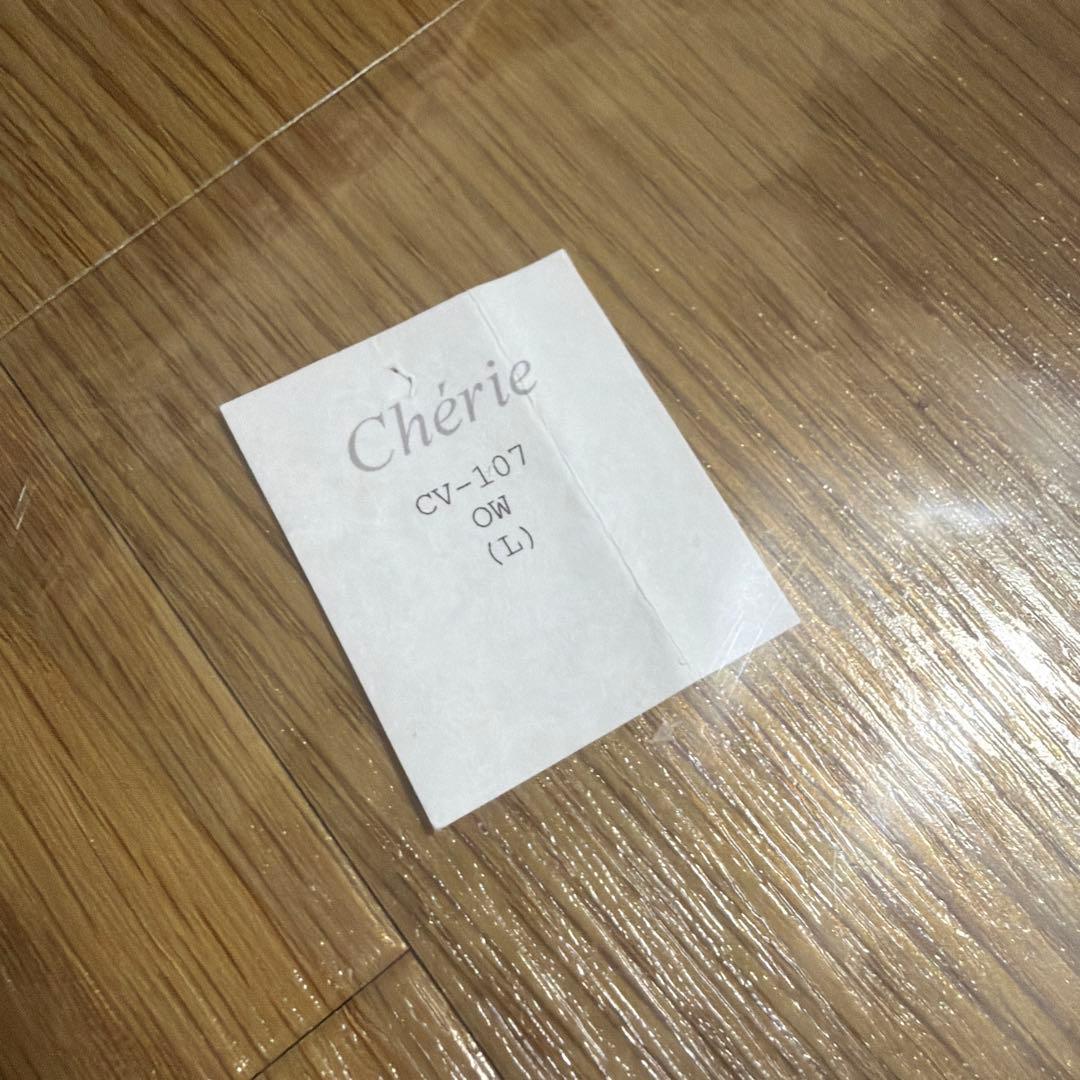 Chérie
CV-107
OW
(L)